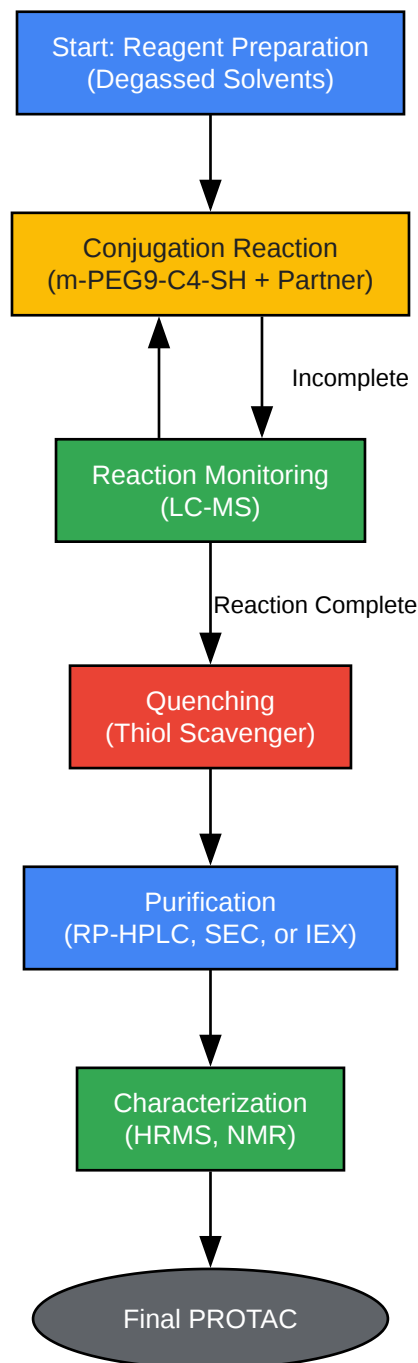 Start: Reagent Preparation
(Degassed Solvents)
Conjugation Reaction
(m-PEG9-C4-SH + Partner)
Incomplete
Reaction Monitoring
(LC-MS)
Reaction Complete
Quenching
(Thiol Scavenger)
Purification
(RP-HPLC, SEC, or IEX)
Characterization
(HRMS, NMR)
Final PROTAC